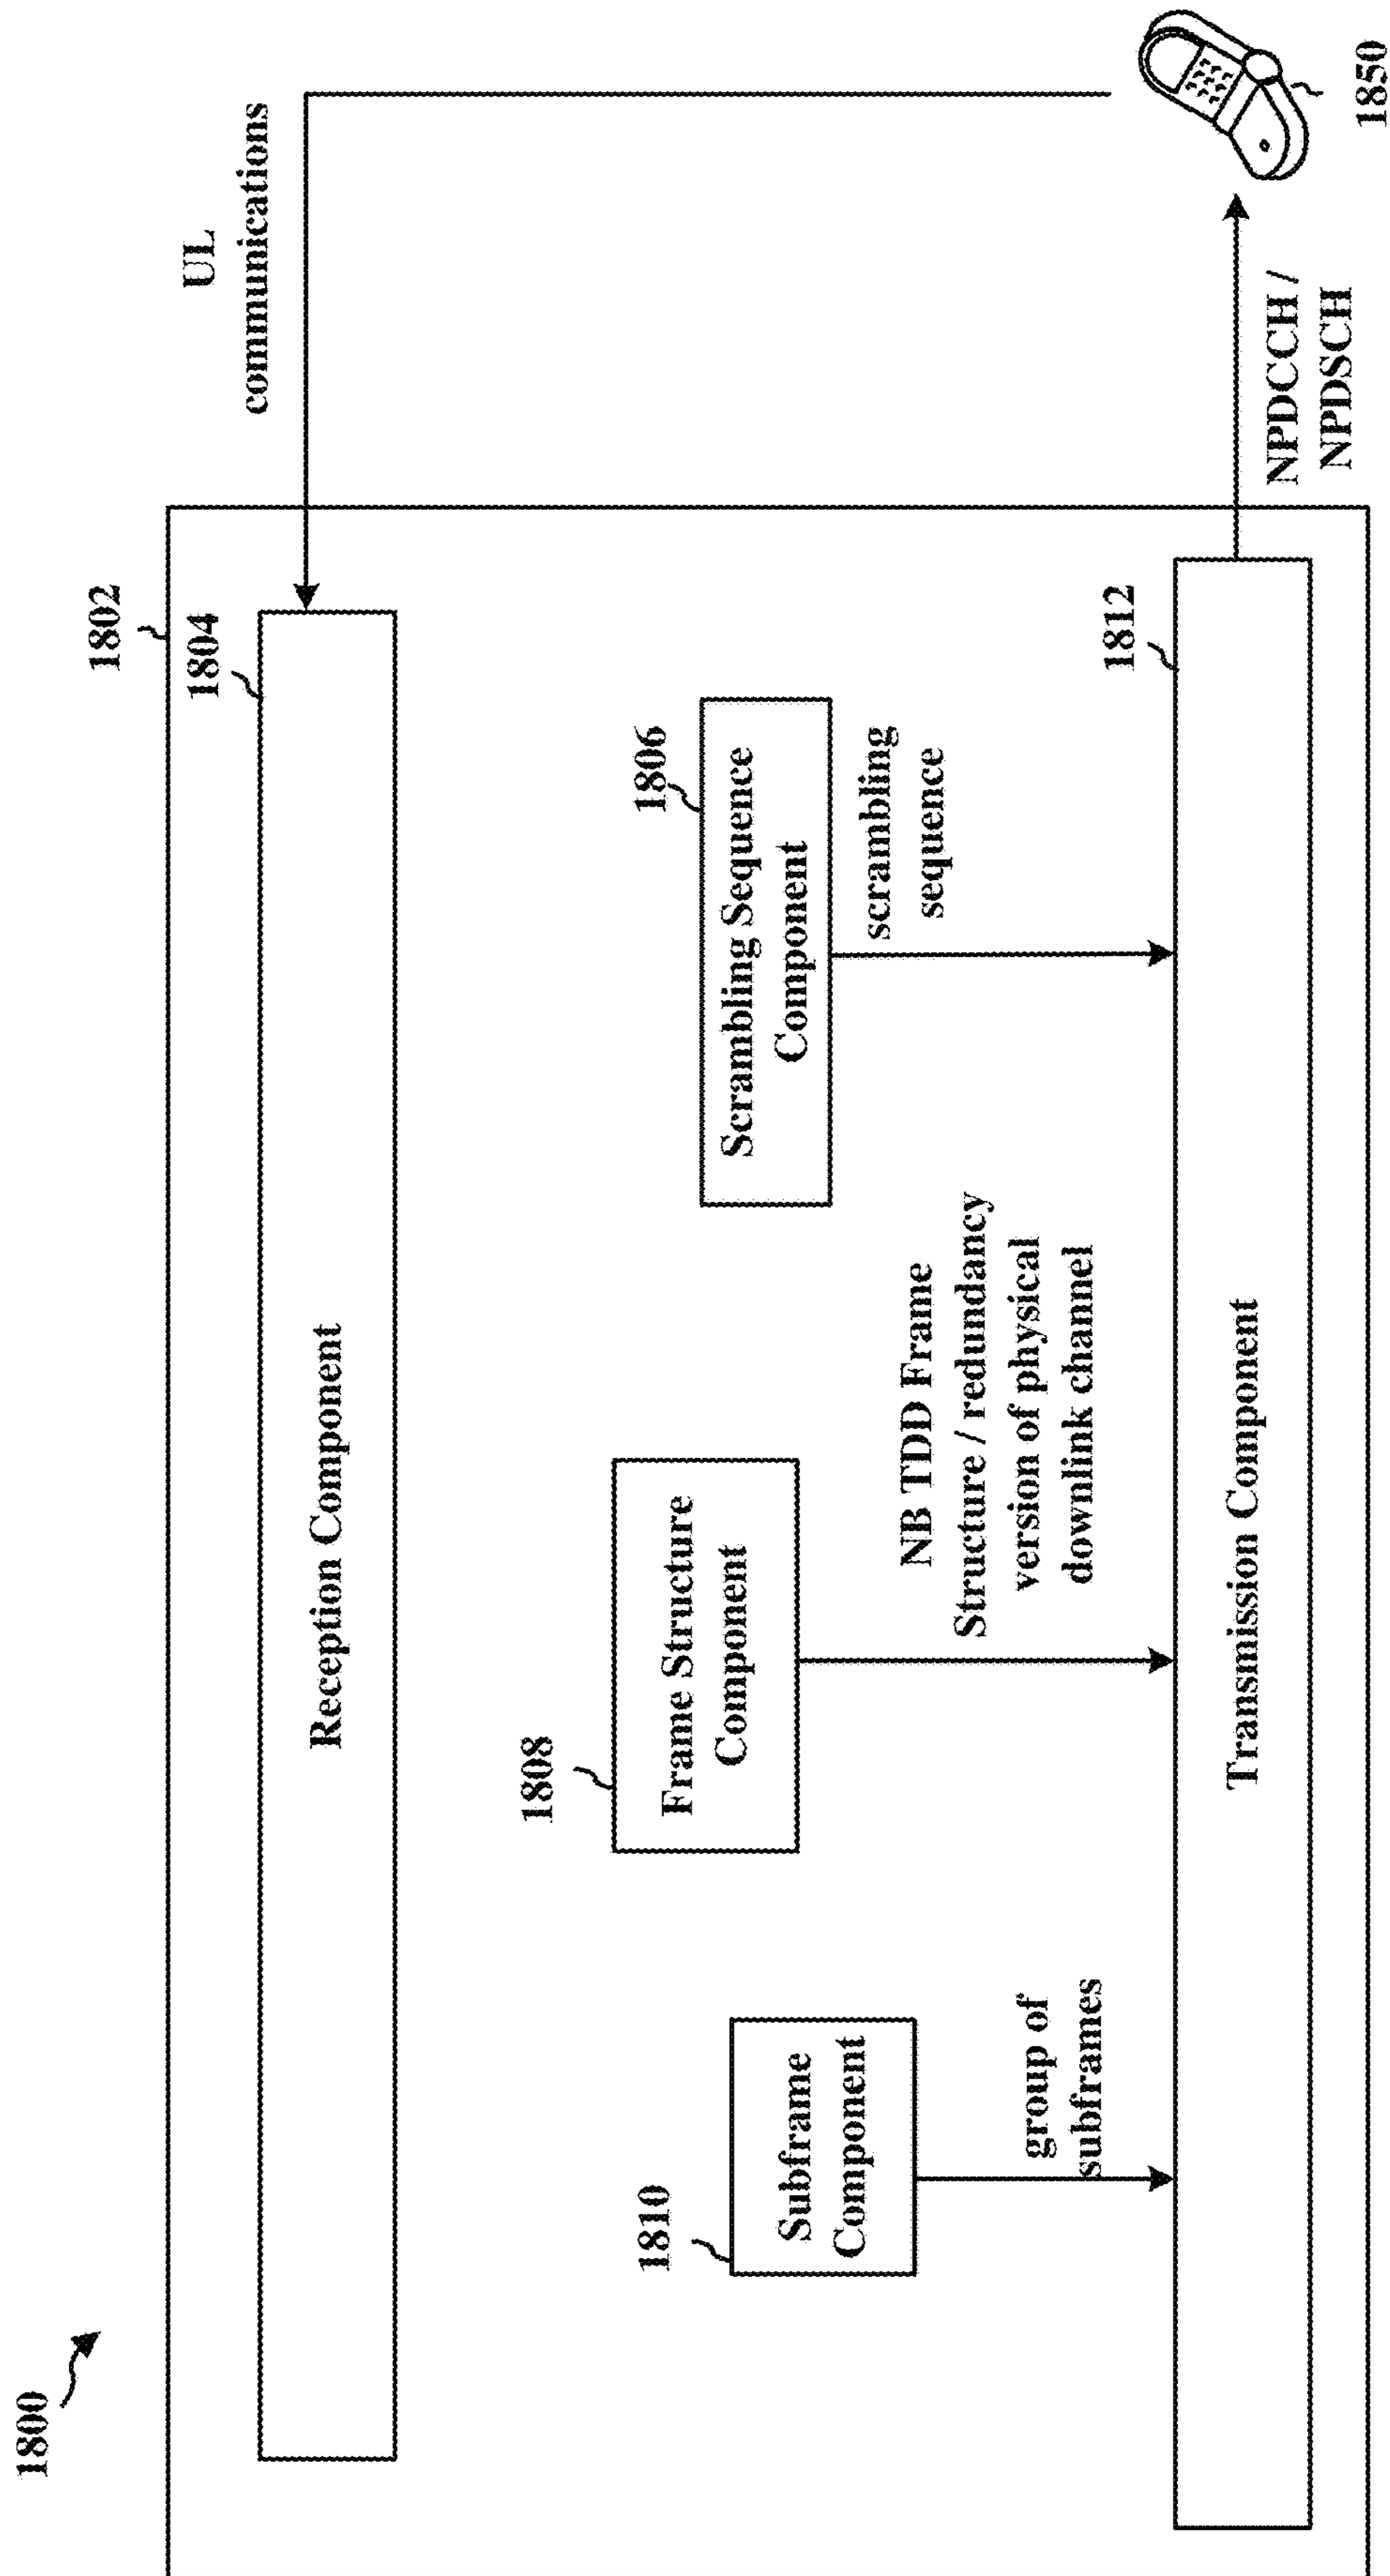 1800
1802
1804
Reception Component
UL
communications
1810
Subframe
Component
group of
subframes
1808
Frame Structure
Component
NB TDD Frame
Structure / redundancy
version of physical
downlink channel
1806
Scrambling Sequence
Component
scrambling
sequence
1812
Transmission Component
NPDCCH /
NPDSCH
1850